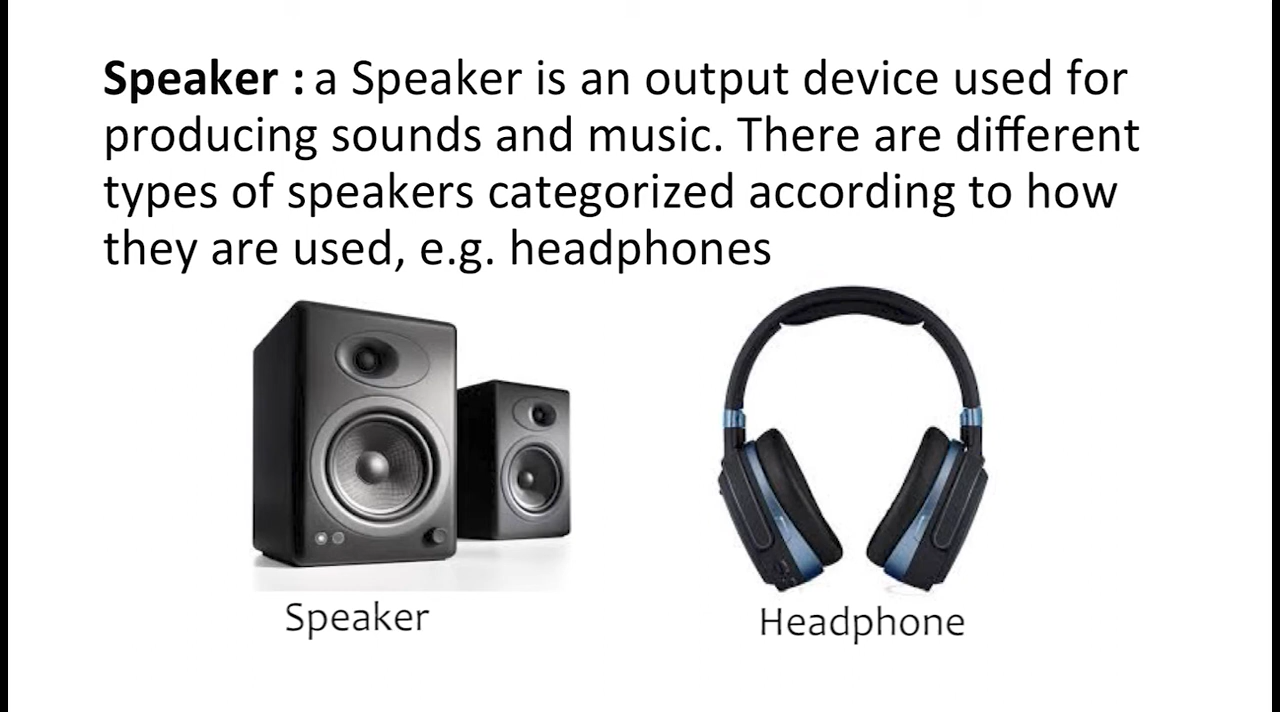 Speaker : a Speaker is an output device used for
producing sounds and music. There are different
types of speakers categorized according to how
they are used, e.g. headphones
Speaker
Headphone